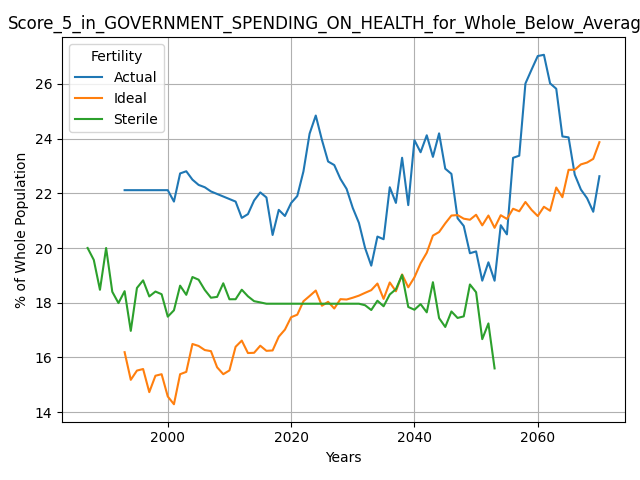 Score_5_in_GOVERNMENT_SPENDING_ON_HEALTH_for_Whole_Below_Averag
Fertility
Actual
Ideal
Sterile
% of Whole Population
26
24
22
20
18
16
14
2000
2020
2040
2060
Years